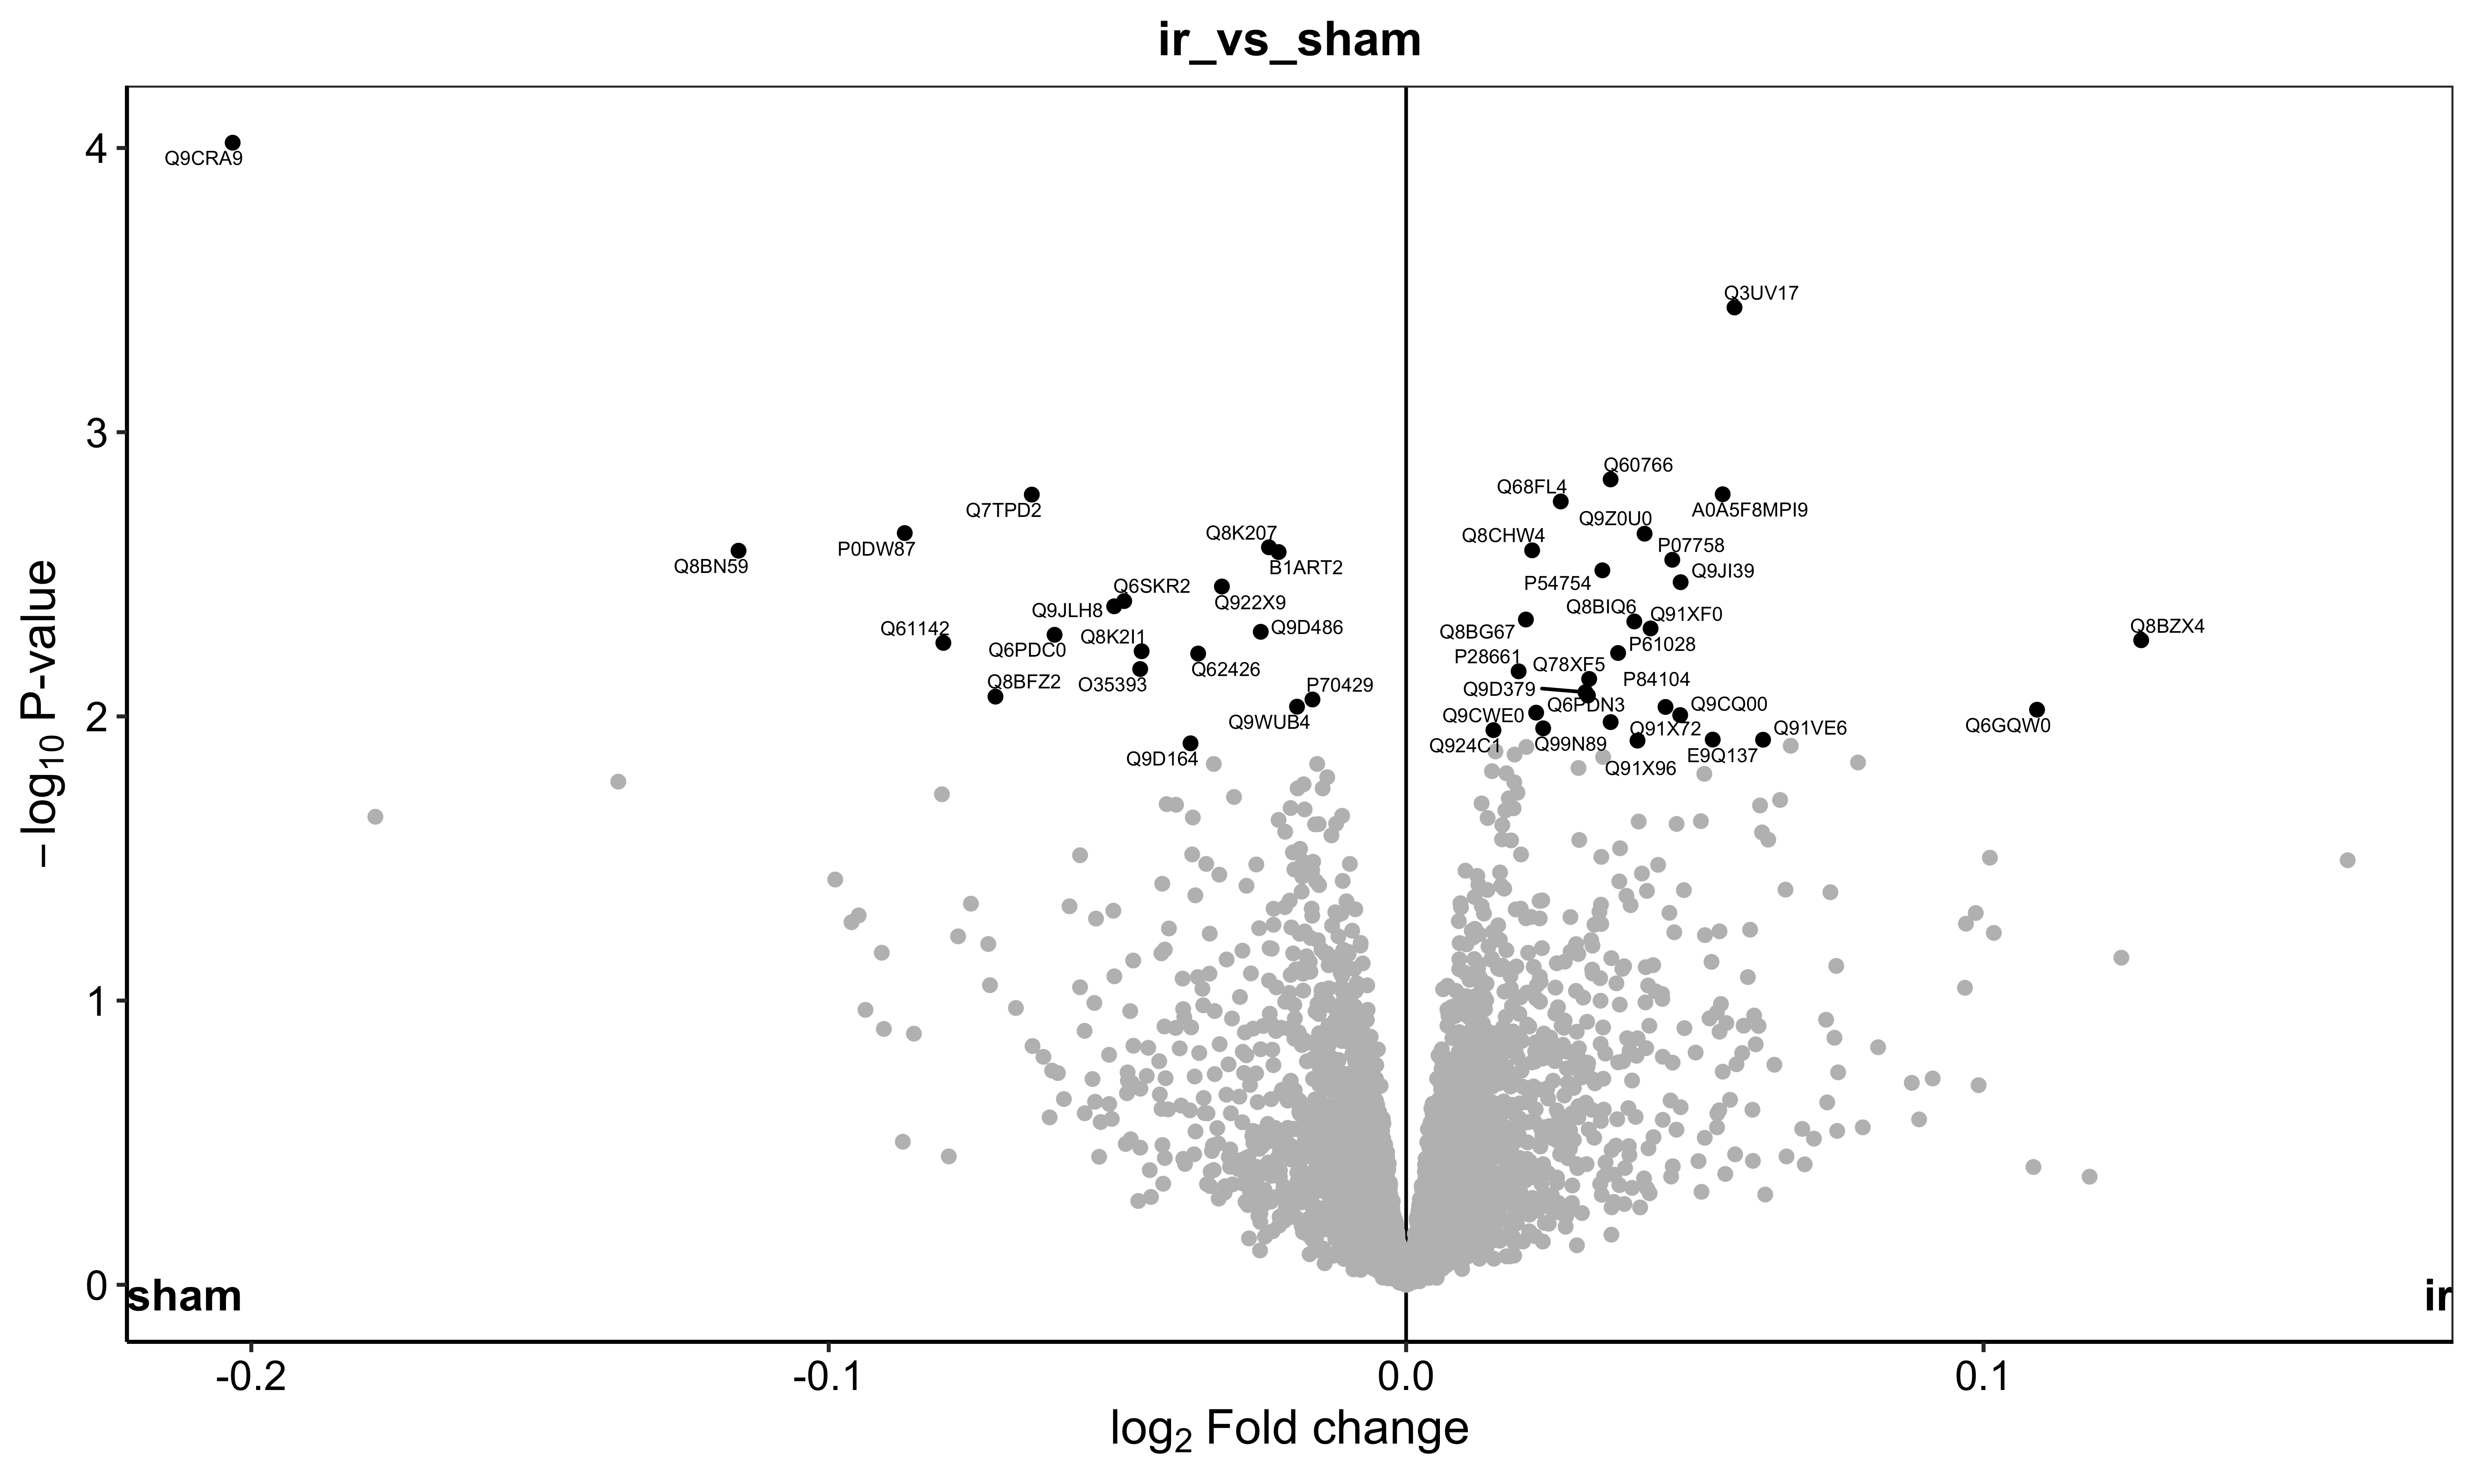 ir_vs_sham
4
Q9CRA9
Q3UV17
3
Q60766
Q68FL4
Q7TPD2
A0A5F8MPI9
Q9Z0U0
Q8K207
Q8CHW4
P0DW87
P07758
Q8BN59
B1ART2
Q9JI39
P54754
Q6SKR2
Q922X9
Q8BIQ6
Q9JLH8
Q91XF0
Q61142
Q9D486
Q8BZX4
Q8BG67
Q8K2I1
P61028
Q6PDC0
P28661
Q78XF5
Q62426
P84104
Q8BFZ2
O35393
P70429
Q9D379
Q9CQ00
Q6PDN3
2
Q9CWE0
Q9WUB4
Q6GQW0
Q91X72
Q91VE6
Q924C1
Q99N89
E9Q137
Q9D164
Q91X96
1
0
sham
ir
-0.2
-0.1
0.0
0.1
log2 Fold change
−log10 P-value